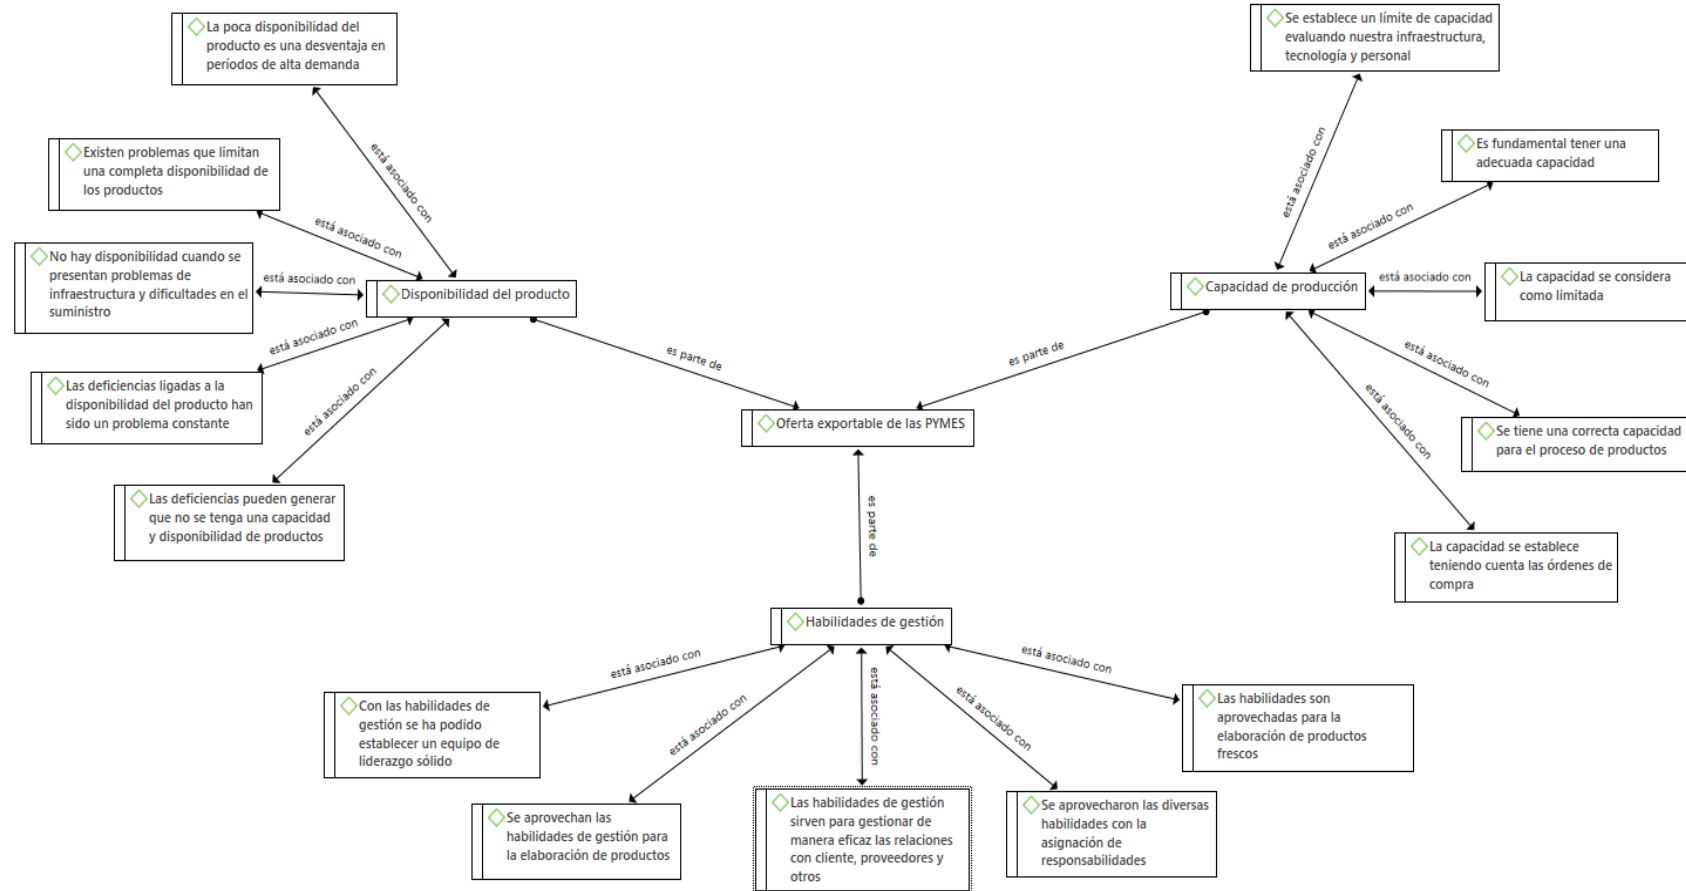 La poca disponibilidad del
producto es una desventaja en
períodos de alta demanda
Se establece un límite de capacidad
evaluando nuestra infraestructura,
tecnología y personal
está asociado con
está asociado con
Existen problemas que limitan
una completa disponibilidad de
los productos
Es fundamental tener una
adecuada capacidad
está asociado con
está asociado con
No hay disponibilidad cuando se
presentan problemas de
infraestructura y dificultades en el
suministro
está asociado con
Disponibilidad del producto
Capacidad de producción
está asociado con
La capacidad se considera
como limitada
está asociado con
es parte de
es parte de
está asociado con
Las deficiencias ligadas a la
disponibilidad del producto han
sido un problema constante
está asociado con
está asociado con
Oferta exportable de las PYMES
Se tiene una correcta capacidad
para el proceso de productos
Las deficiencias pueden generar
que no se tenga una capacidad
y disponibilidad de productos
es parte de
La capacidad se establece
teniendo cuenta las órdenes de
compra
Habilidades de gestión
está asociado con
está asociado con
está asociado con
está asociado con
está asociado con
Con las habilidades de
gestión se ha podido
establecer un equipo de
liderazgo sólido
Las habilidades son
aprovechadas para la
elaboración de productos
frescos
Se aprovechan las
habilidades de gestión para
la elaboración de productos
Las habilidades de gestión
sirven para gestionar de
manera eficaz las relaciones
con cliente, proveedores y
otros
Se aprovecharon las diversas
habilidades con la
asignación de
responsabilidades